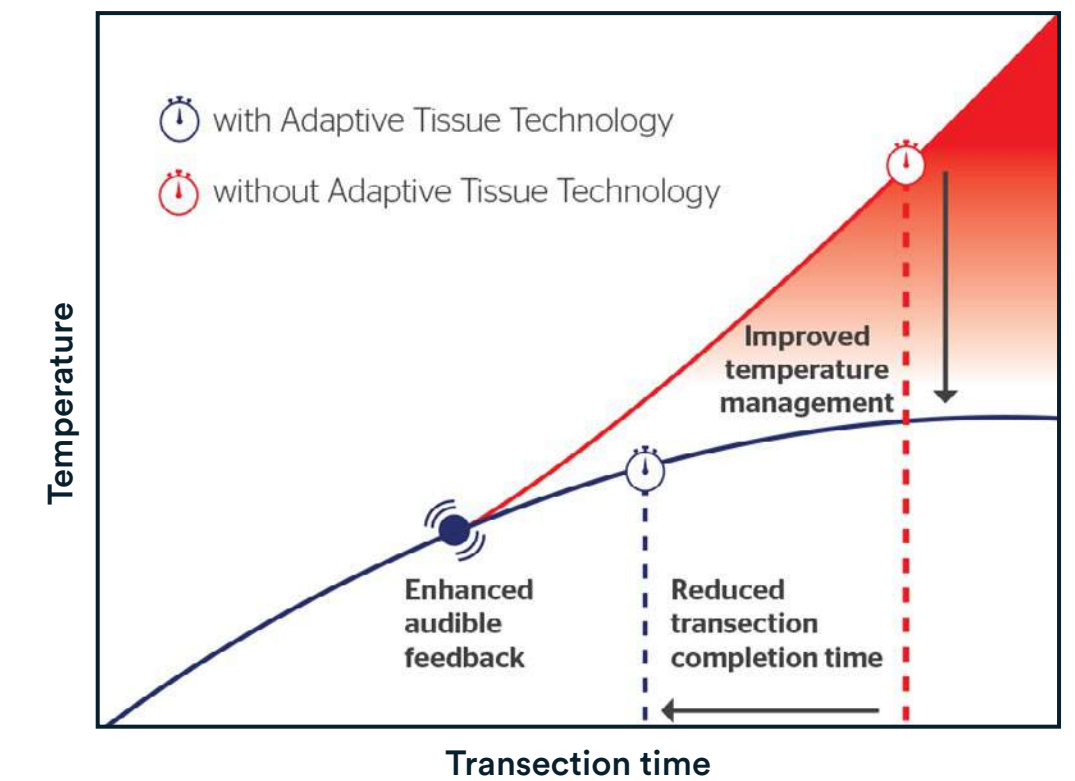 with Adaptive Tissue Technology
without Adaptive Tissue Technology
Temperature
Improved
temperature
management
Enhanced
audible
feedback
Reduced
transection
completion time
Transection time